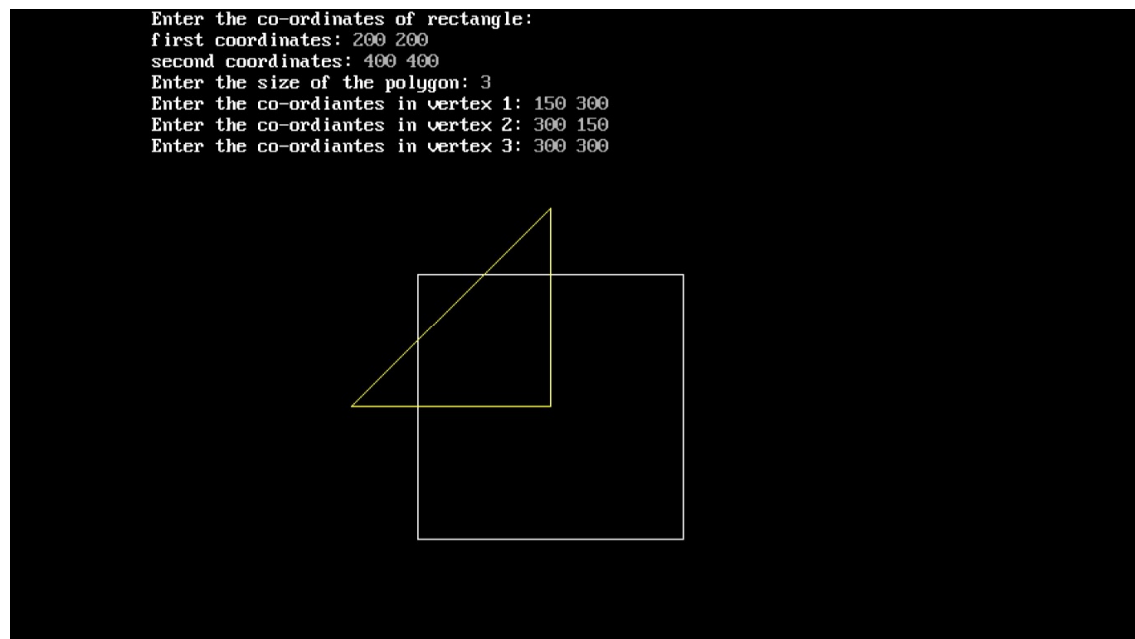 Enter the co-ordinates of rectangle:
first coordinates: 200 200
second coordinates: 400 400
Enter the size of the polygon: 3
Enter the co-ordiantes in vertex 1: 150 300
Enter the co-ordiantes in vertex 2: 300 150
Enter the co-ordiantes in vertex 3: 300 300